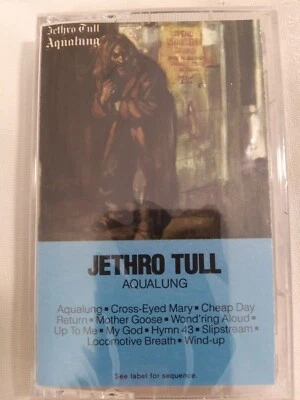 Jethro Tull
Aqualung
JETHRO TULL
AQUALUNG
Aqualung ▪ Cross-Eyed Mary ▪ Cheap Day
Return ▪ Mother Goose ▪ Wond'ring Aloud ▪
Up To Me ▪ My God ▪ Hymn 43 ▪ Slipstream ▪
Locomotive Breath ▪ Wind-up
See label for sequence.